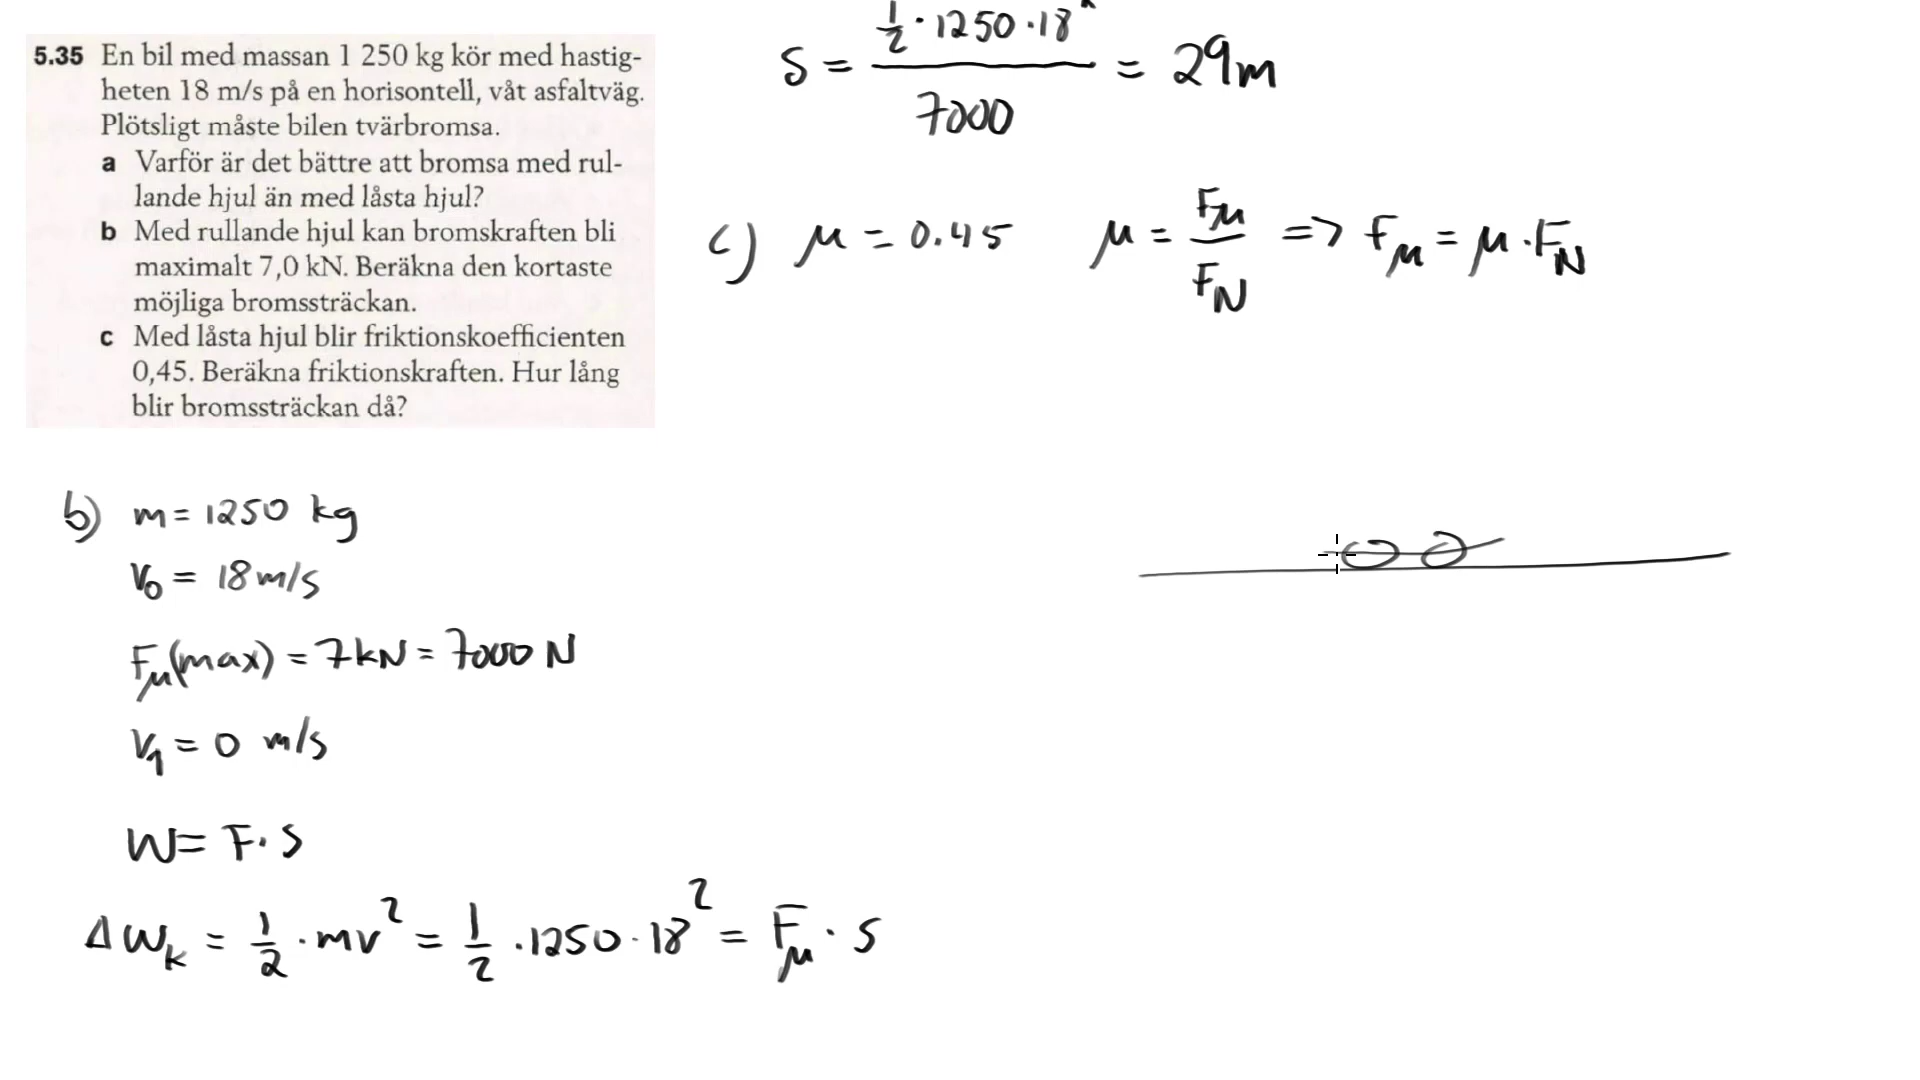 5.35 En bil med massan 1 250 kg kör med hastig-
heten 18 m/s på en horisontell, våt asfaltväg.
Plötsligt måste bilen tvärbromsa.
a Varför är det bättre att bromsa med rul-
lande hjul än med låsta hjul?
b Med rullande hjul kan bromskraften bli
maximalt 7,0 kN. Beräkna den kortaste
möjliga bromssträckan.
c Med låsta hjul blir friktionskoefficienten
0,45. Beräkna friktionskraften. Hur lång
blir bromssträckan då?
b) m = 1250 kg
v₀ = 18 m/s
Fμ(max) = 7kN = 7000 N
v₁ = 0 m/s
W = F · s
ΔWk = 1/2 · mv² = 1/2 · 1250 · 18² = Fμ · s
s = (1/2 · 1250 · 18²)/7000 = 29m
c) μ = 0.45 μ = Fμ/FN => Fμ = μ · FN